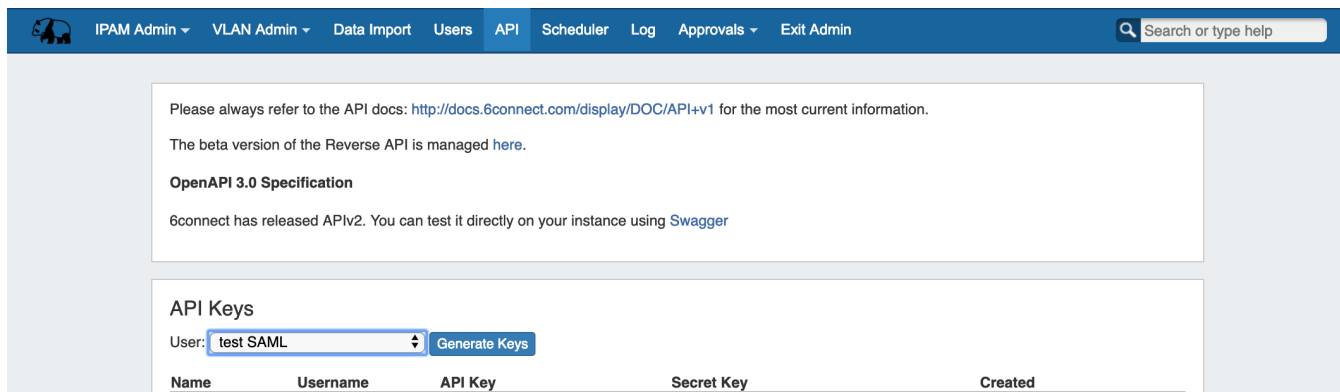 IPAM Admin VLAN Admin Data Import Users API Scheduler Log Approvals Exit Admin Search or type help
Please always refer to the API docs: http://docs.6connect.com/display/DOC/API+v1 for the most current information.
The beta version of the Reverse API is managed here.
OpenAPI 3.0 Specification
6connect has released APIv2. You can test it directly on your instance using Swagger
API Keys
User: test SAML Generate Keys
Name Username API Key Secret Key Created